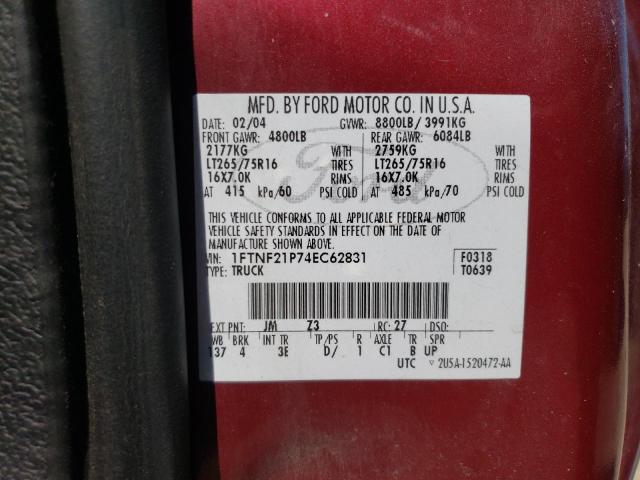 MFD. BY FORD MOTOR CO. IN U.S.A.
DATE: 02/04 GVWR: 8800LB/ 3991KG
FRONT GAWR: 4800LB REAR GAWR: 6084LB
2177KG WITH 2759KG WITH
LT265/75R16 TIRES LT265/75R16 TIRES
16X7.0K RIMS 16X7.0K RIMS
AT 415 kPa/60 PSI COLD AT 485 kPa/70 PSI COLD
Ford
THIS VEHICLE CONFORMS TO ALL APPLICABLE FEDERAL MOTOR
VEHICLE SAFETY STANDARDS IN EFFECT ON THE DATE OF
MANUFACTURE SHOWN ABOVE.
VIN: 1FTNF21P74EC62831 F0318
TYPE: TRUCK T0639
EXT PNT: JM Z3 RC: 27 DSO:
WB BRK INT TR TP/PS R AXLE TR SPR
137 4 3E D/ 1 C1 B UP
UTC 2U5A-1520472-AA